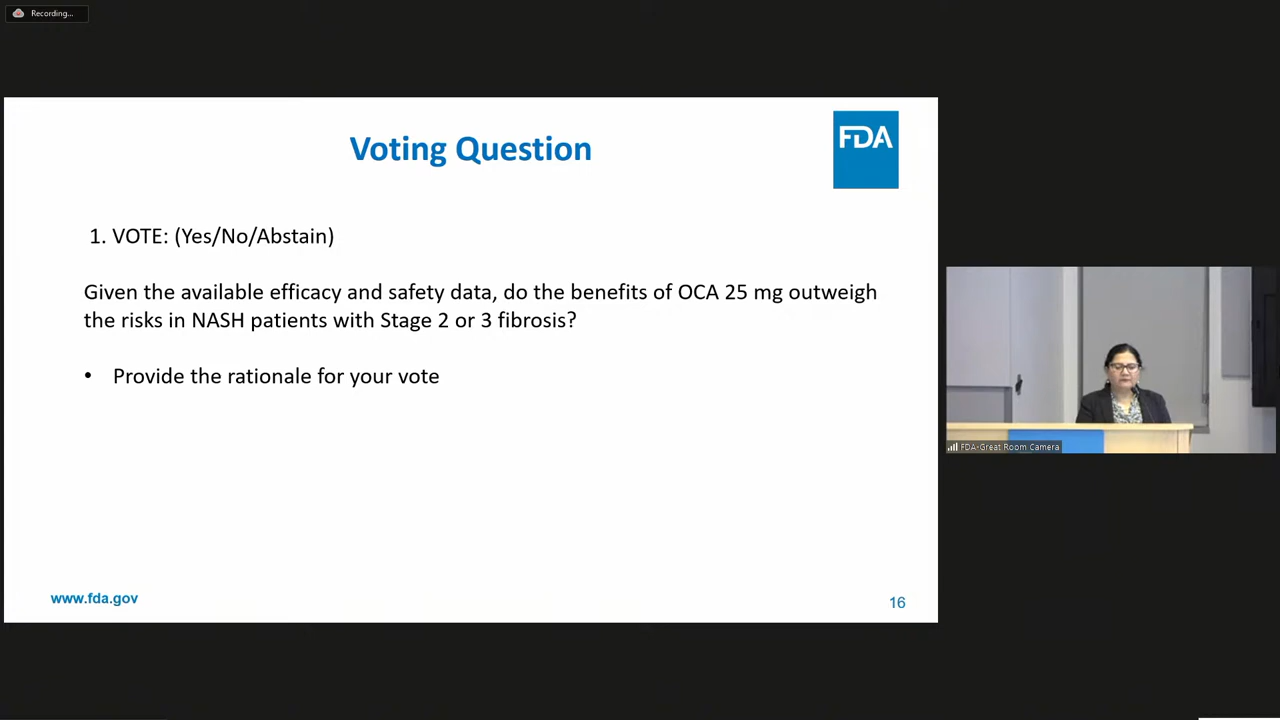 Recording...
Voting Question
FDA
1. VOTE: (Yes/No/Abstain)
Given the available efficacy and safety data, do the benefits of OCA 25 mg outweigh
the risks in NASH patients with Stage 2 or 3 fibrosis?
• Provide the rationale for your vote
www.fda.gov
16
FDA-Great Room Camera